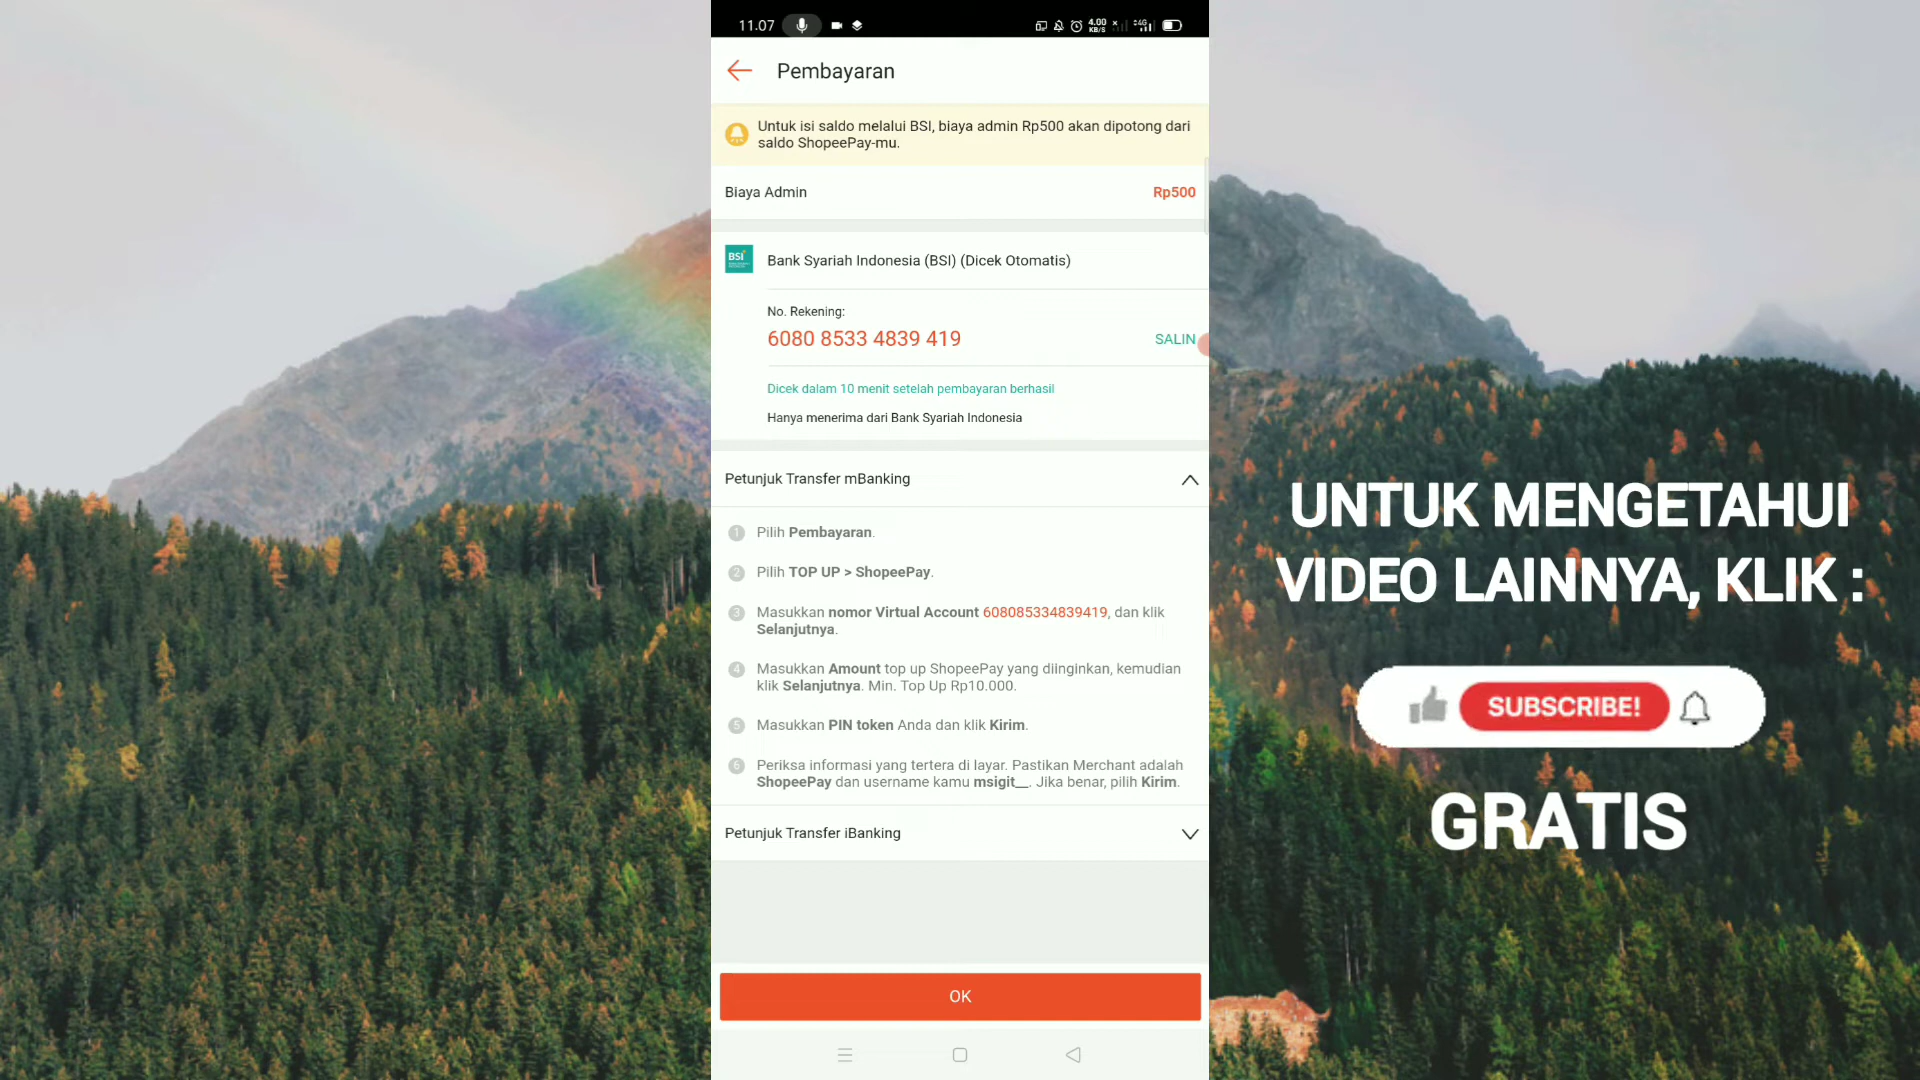 11.07
4.00
KB/S
4G
Pembayaran
Untuk isi saldo melalui BSI, biaya admin Rp500 akan dipotong dari
saldo ShopeePay-mu.
Biaya Admin
Rp500
BSI
Bank Syariah Indonesia (BSI) (Dicek Otomatis)
No. Rekening:
6080 8533 4839 419
SALIN
Dicek dalam 10 menit setelah pembayaran berhasil
Hanya menerima dari Bank Syariah Indonesia
Petunjuk Transfer mBanking
1 Pilih Pembayaran.
2 Pilih TOP UP > ShopeePay.
3 Masukkan nomor Virtual Account 608085334839419, dan klik
Selanjutnya.
4 Masukkan Amount top up ShopeePay yang diinginkan, kemudian
klik Selanjutnya. Min. Top Up Rp10.000.
5 Masukkan PIN token Anda dan klik Kirim.
6 Periksa informasi yang tertera di layar. Pastikan Merchant adalah
ShopeePay dan username kamu msigit__. Jika benar, pilih Kirim.
Petunjuk Transfer iBanking
OK
UNTUK MENGETAHUI
VIDEO LAINNYA, KLIK :
SUBSCRIBE!
GRATIS